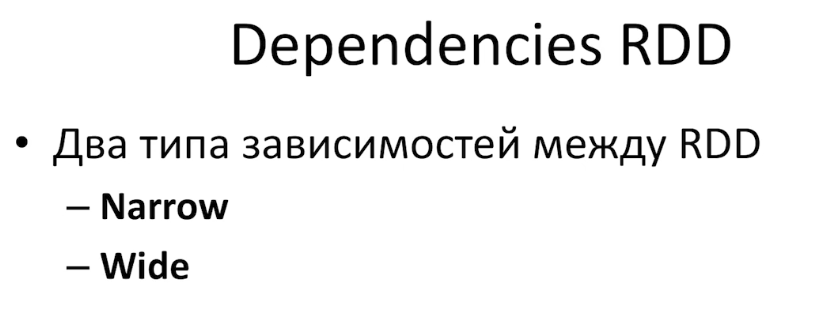 Dependencies RDD
• Два типа зависимостей между RDD
– Narrow
– Wide